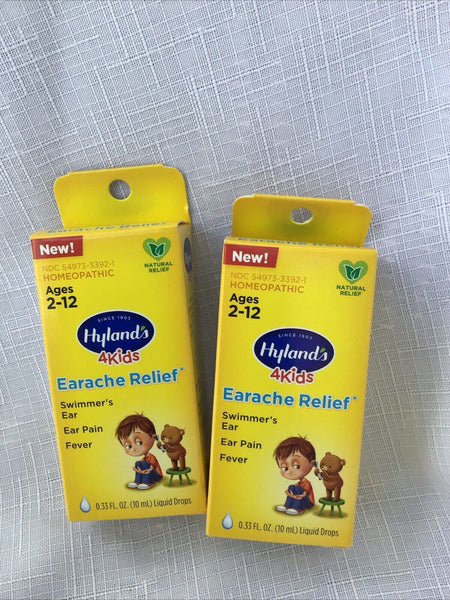 New!
NDC 54973-3392-1
HOMEOPATHIC
NATURAL
RELIEF
Ages
2-12
SINCE 1903
Hyland's
4Kids
Earache Relief*
Swimmer's
Ear
Ear Pain
Fever
0.33 FL. OZ. (10 mL) Liquid Drops
New!
NDC 54973-3392-1
HOMEOPATHIC
NATURAL
RELIEF
Ages
2-12
SINCE 1903
Hyland's
4Kids
Earache Relief*
Swimmer's
Ear
Ear Pain
Fever
0.33 FL. OZ. (10 mL) Liquid Drops